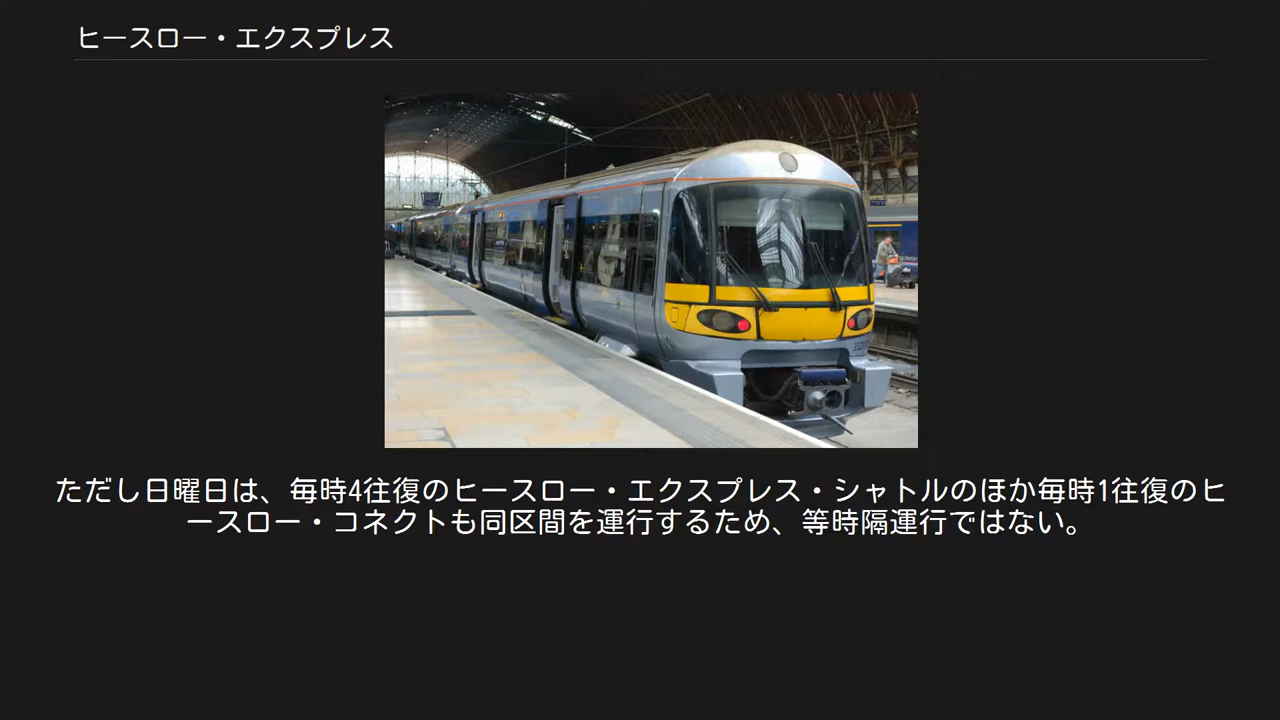 ヒースロー・エクスプレス
ただし日曜日は、毎時4往復のヒースロー・エクスプレス・シャトルのほか毎時1往復のヒ
ースロー・コネクトも同区間を運行するため、等時隔運行ではない。